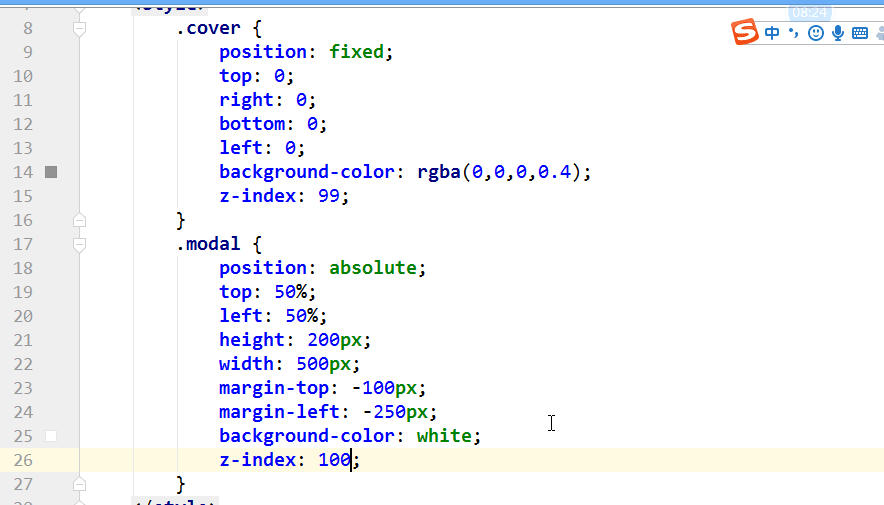 08:24
<style>
8 .cover {
中
9 position: fixed;
10 top: 0;
11 right: 0;
12 bottom: 0;
13 left: 0;
14 background-color: rgba(0,0,0,0.4);
15 z-index: 99;
16 }
17 .modal {
18 position: absolute;
19 top: 50%;
20 left: 50%;
21 height: 200px;
22 width: 500px;
23 margin-top: -100px;
24 margin-left: -250px;
25 background-color: white;
26 z-index: 100;
27 }
28 </style>